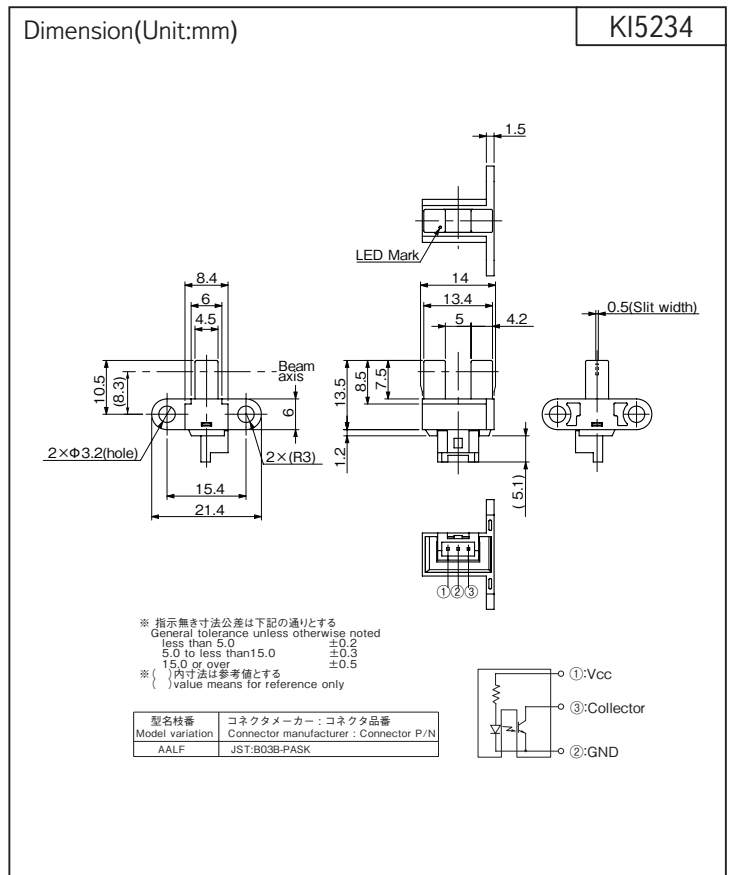 Dimension(Unit:mm)
KI5234
1.5
LED Mark
8.4
6
4.5
14
13.4
5
4.2
0.5(Slit width)
Beam
axis
10.5
(8.3)
6
13.5
8.5
7.5
1.2
(5.1)
2×Φ3.2(hole)
2×(R3)
15.4
21.4
①②③
※ 指示無き寸法公差は下記の通りとする
General tolerance unless otherwise noted
less than 5.0 ±0.2
5.0 to less than15.0 ±0.3
15.0 or over ±0.5
※( )内寸法は参考値とする
( )value means for reference only
型名枝番 コネクタメーカー:コネクタ品番
Model variation Connector manufacturer : Connector P/N
AALF JST:B03B-PASK
①:Vcc
③:Collector
②:GND